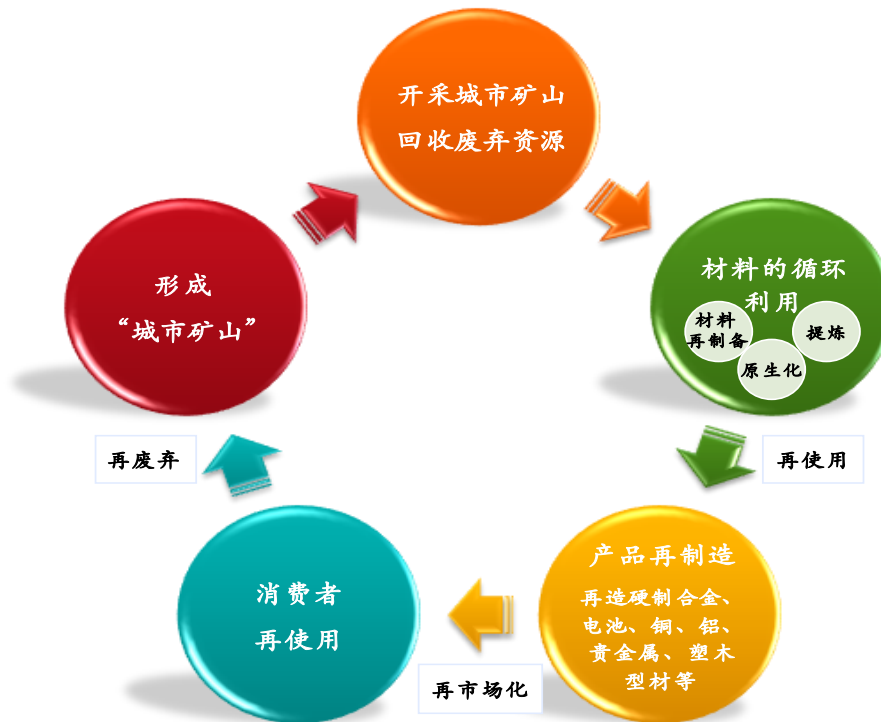 开采城市矿山
回收废弃资源
材料的循环
利用
材料
再制备
提炼
原生化
再使用
产品再制造
再造硬制合金、
电池、铜、铝、
贵金属、塑木
型材等
再市场化
消费者
再使用
再废弃
形成
“城市矿山”